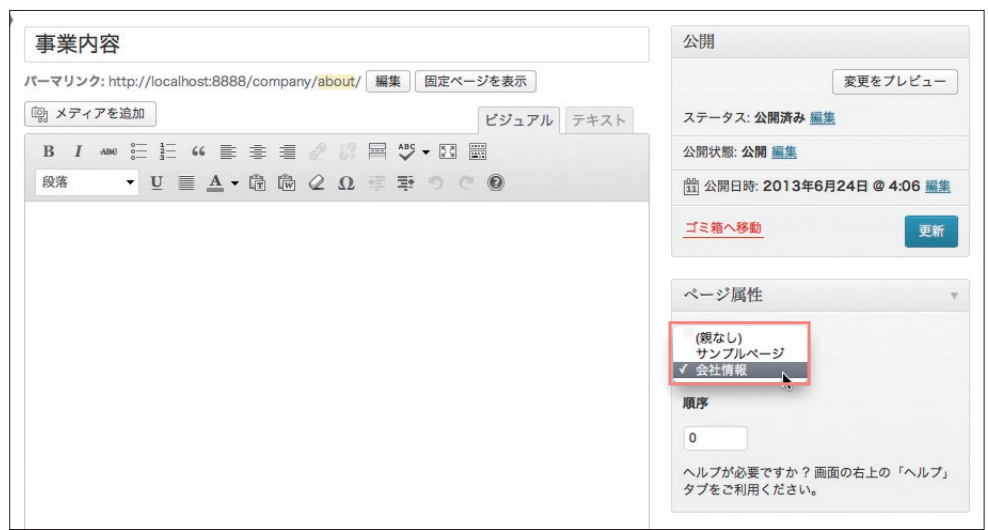 事業内容
パーマリンク: http://localhost:8888/company/about/ 編集 固定ページを表示
メディアを追加
ビジュアル テキスト
B I ABC “ ABC
段落 U A T W Ω
公開
変更をプレビュー
ステータス: 公開済み 編集
公開状態: 公開 編集
11 公開日時: 2013年6月24日 @ 4:06 編集
ゴミ箱へ移動 更新
ページ属性
(親なし)
サンプルページ
✓ 会社情報
順序
0
ヘルプが必要ですか ? 画面の右上の「ヘルプ」
タブをご利用ください。